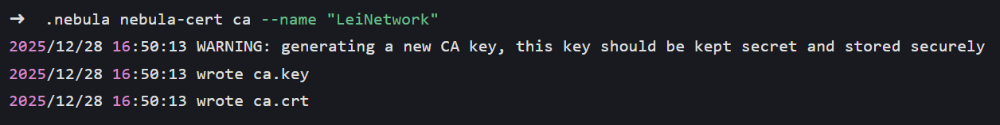 ➜  .nebula nebula-cert ca --name "LeiNetwork"
2025/12/28 16:50:13 WARNING: generating a new CA key, this key should be kept secret and stored securely
2025/12/28 16:50:13 wrote ca.key
2025/12/28 16:50:13 wrote ca.crt